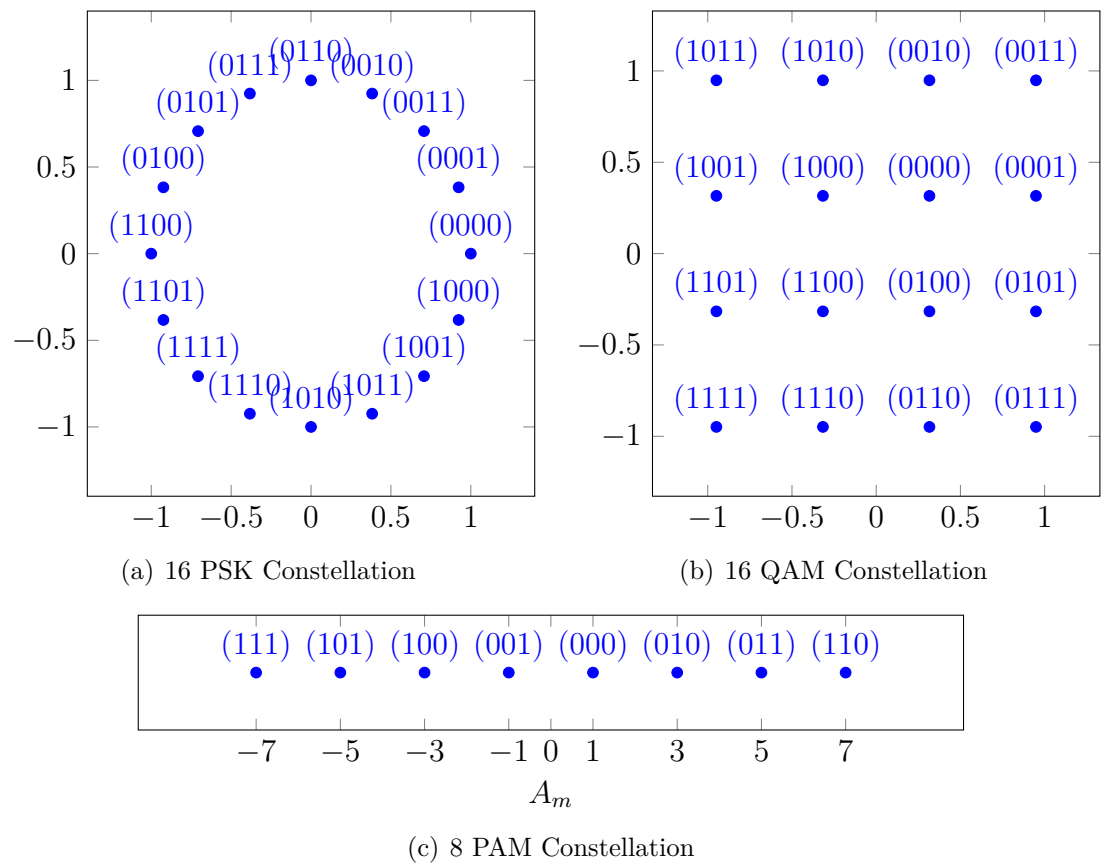 (0110)
(0111) (0010)
(0101) (0011)
(0100) (0001)
(1100) (0000)
(1101) (1000)
(1111) (1001)
(1110) (1011)
(1010)
1
0.5
0
−0.5
−1
−1 −0.5 0 0.5 1
(a) 16 PSK Constellation
(1011) (1010) (0010) (0011)
(1001) (1000) (0000) (0001)
(1101) (1100) (0100) (0101)
(1111) (1110) (0110) (0111)
1
0.5
0
−0.5
−1
−1 −0.5 0 0.5 1
(b) 16 QAM Constellation
(111) (101) (100) (001) (000) (010) (011) (110)
−7 −5 −3 −1 0 1 3 5 7
A_m
(c) 8 PAM Constellation